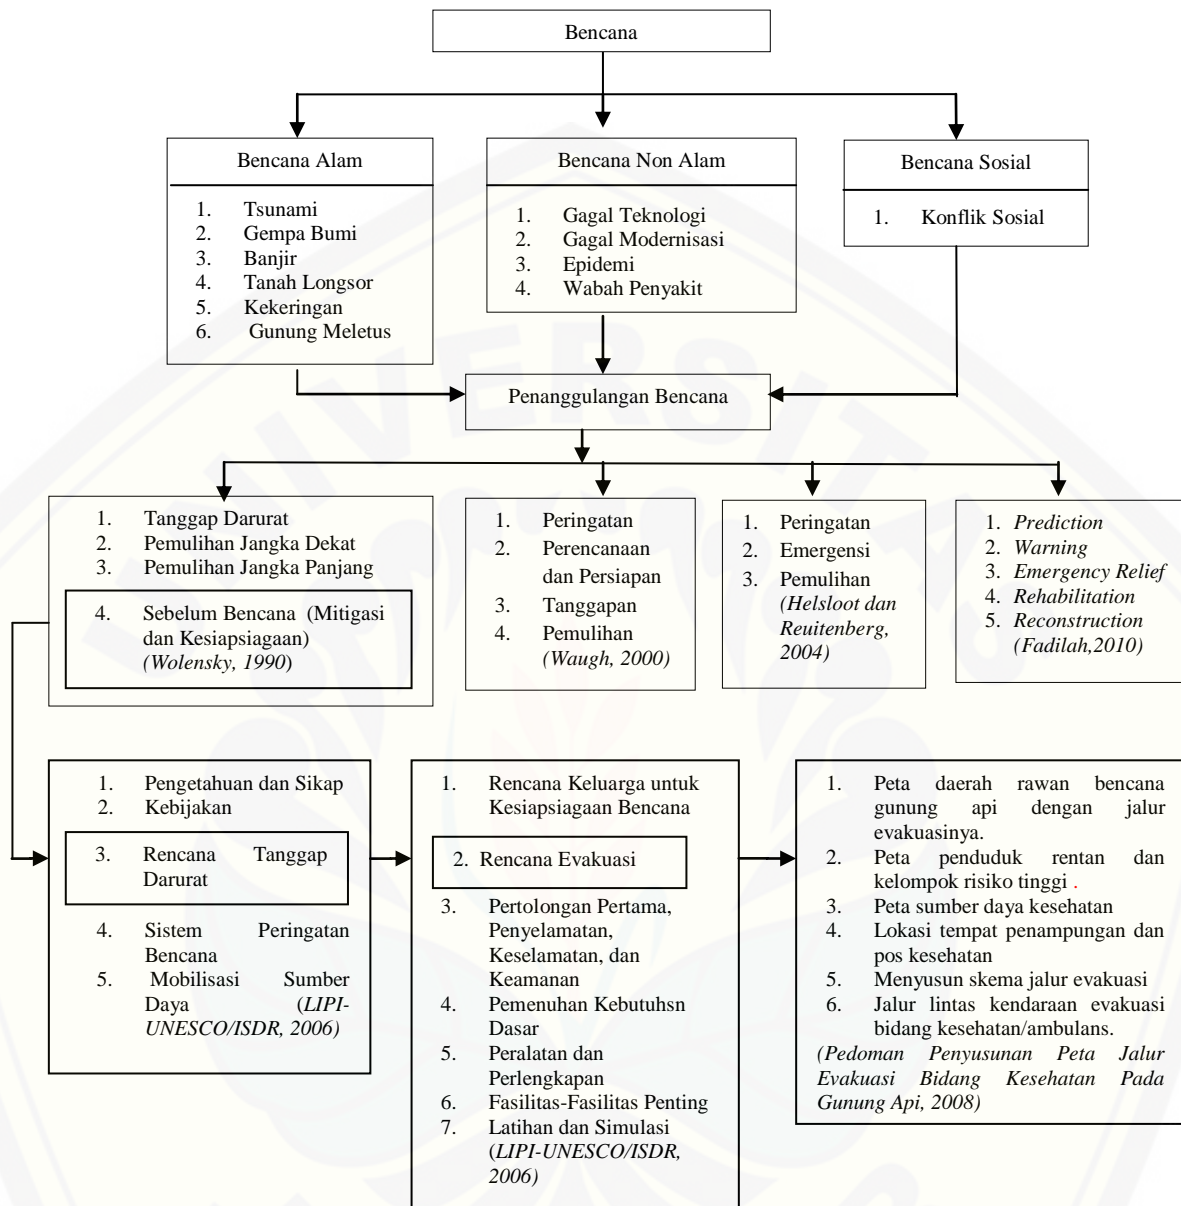 Bencana
Bencana Alam
1. Tsunami
2. Gempa Bumi
3. Banjir
4. Tanah Longsor
5. Kekeringan
6. Gunung Meletus
Bencana Non Alam
1. Gagal Teknologi
2. Gagal Modernisasi
3. Epidemi
4. Wabah Penyakit
Bencana Sosial
1. Konflik Sosial
Penanggulangan Bencana
1. Tanggap Darurat
2. Pemulihan Jangka Dekat
3. Pemulihan Jangka Panjang
4. Sebelum Bencana (Mitigasi
dan Kesiapsiagaan)
(Wolensky, 1990)
1. Peringatan
2. Perencanaan
dan Persiapan
3. Tanggapan
4. Pemulihan
(Waugh, 2000)
1. Peringatan
2. Emergensi
3. Pemulihan
(Helsloot dan
Reuitenberg,
2004)
1. Prediction
2. Warning
3. Emergency Relief
4. Rehabilitation
5. Reconstruction
(Fadilah,2010)
1. Pengetahuan dan Sikap
2. Kebijakan
3. Rencana Tanggap
Darurat
4. Sistem Peringatan
Bencana
5. Mobilisasi Sumber
Daya (LIPI-
UNESCO/ISDR, 2006)
1. Rencana Keluarga untuk
Kesiapsiagaan Bencana
2. Rencana Evakuasi
3. Pertolongan Pertama,
Penyelamatan,
Keselamatan, dan
Keamanan
4. Pemenuhan Kebutuhsn
Dasar
5. Peralatan dan
Perlengkapan
6. Fasilitas-Fasilitas Penting
7. Latihan dan Simulasi
(LIPI-UNESCO/ISDR,
2006)
1. Peta daerah rawan bencana
gunung api dengan jalur
evakuasinya.
2. Peta penduduk rentan dan
kelompok risiko tinggi .
3. Peta sumber daya kesehatan
4. Lokasi tempat penampungan dan
pos kesehatan
5. Menyusun skema jalur evakuasi
6. Jalur lintas kendaraan evakuasi
bidang kesehatan/ambulans.
(Pedoman Penyusunan Peta Jalur
Evakuasi Bidang Kesehatan Pada
Gunung Api, 2008)
UNIVERSITAS